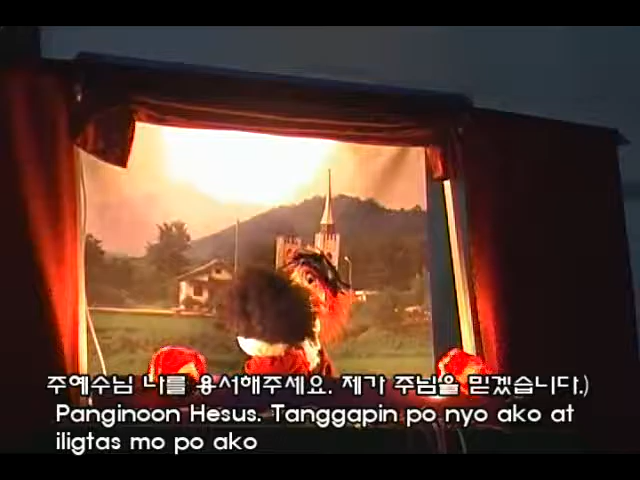 주예수님 나를 용서해주세요. 제가 주님을 믿겠습니다.)
Panginoon Hesus. Tanggapin po nyo ako at
iligtas mo po ako